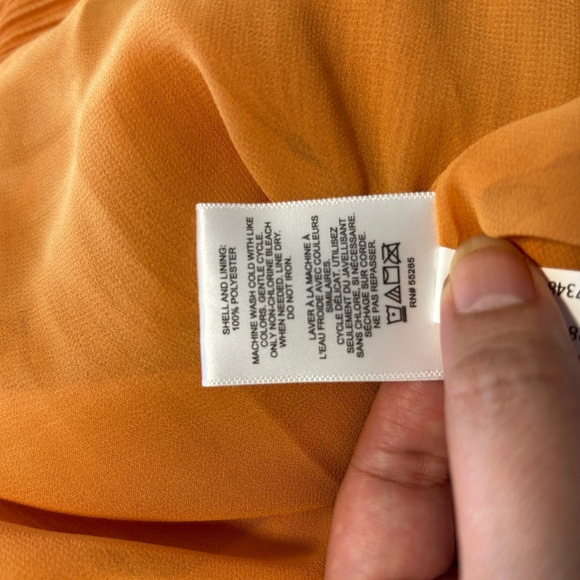 SHELL AND LINING:
100% POLYESTER
MACHINE WASH COLD WITH LIKE
COLORS. GENTLE CYCLE.
ONLY NON-CHLORINE BLEACH
WHEN NEEDED. LINE DRY.
DO NOT IRON.
LAVER À LA MACHINE À
L'EAU FROIDE AVEC COULEURS
SIMILAIRES.
CYCLE DÉLICAT. UTILISEZ
SEULEMENT DU JAVELLISANT
SANS CHLORE, SI NÉCESSAIRE.
SÉCHAGE SUR CORDE.
NE PAS REPASSER.
RN# 55285